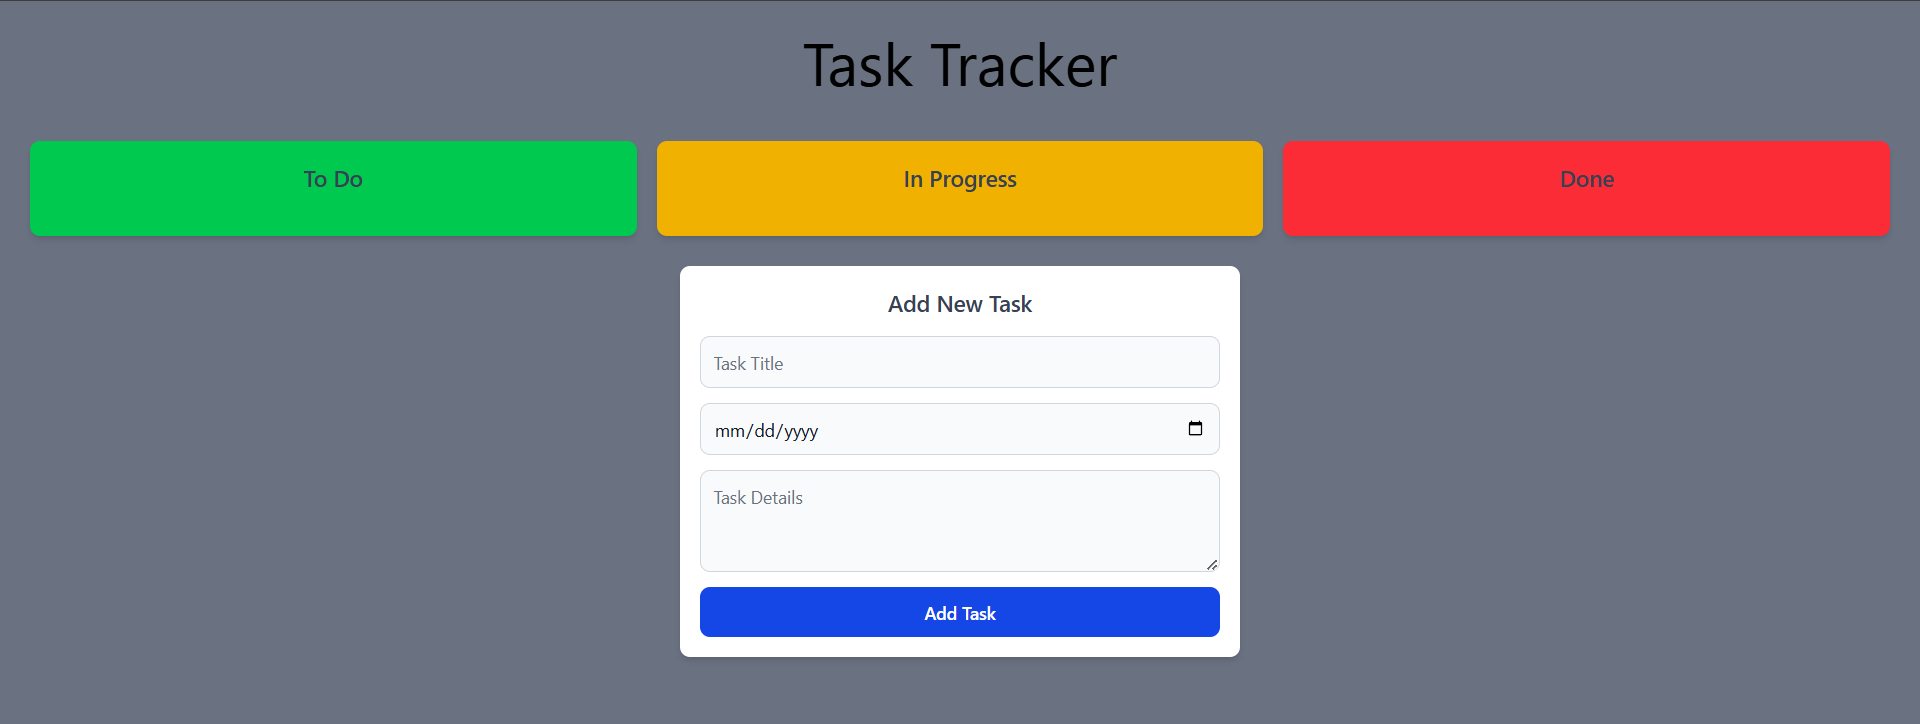 Task Tracker
To Do
In Progress
Done
Add New Task
Task Title
mm/dd/yyyy
Task Details
Add Task